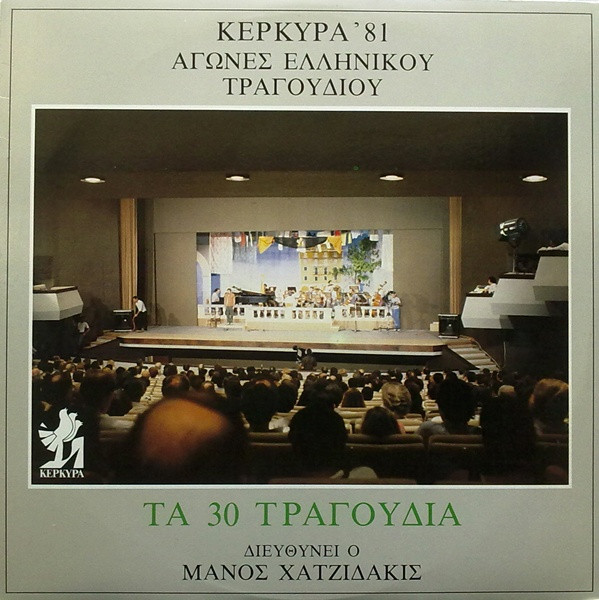 ΚΕΡΚΥΡΑ '81
ΑΓΩΝΕΣ ΕΛΛΗΝΙΚΟΥ
ΤΡΑΓΟΥΔΙΟΥ
ΚΕΡΚΥΡΑ
ΤΑ 30 ΤΡΑΓΟΥΔΙΑ
ΔΙΕΥΘΥΝΕΙ Ο
ΜΑΝΟΣ ΧΑΤΖΙΔΑΚΙΣ